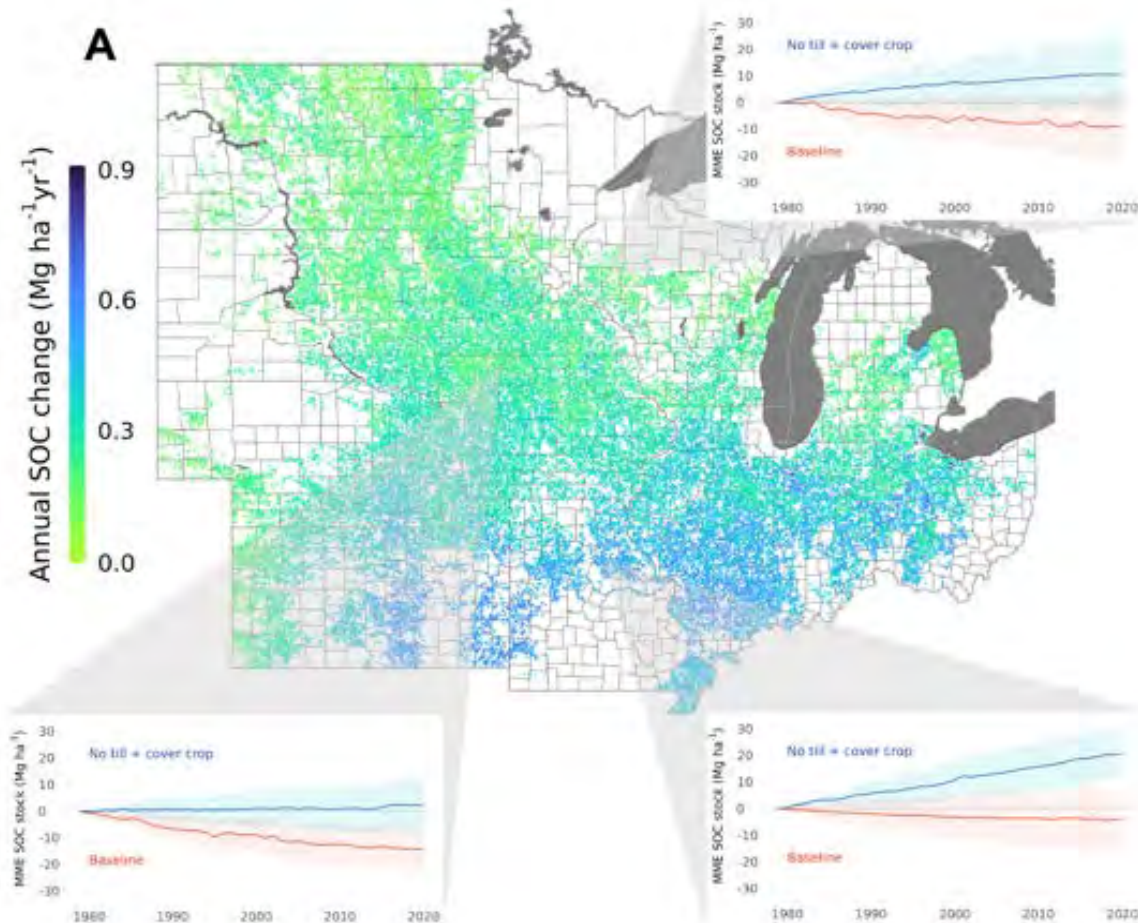 A
Annual SOC change (Mg ha-1yr-1)
0.9
0.6
0.3
0.0
MME SOC stock (Mg ha-1)
30
20
10
0
-10
-20
-30
No till + cover crop
Baseline
1980 1990 2000 2010 2020
MME SOC stock (Mg ha-1)
30
20
10
0
-10
-20
-30
No till + cover crop
Baseline
1980 1990 2000 2010 2020
MME SOC stock (Mg ha-1)
30
20
10
0
-10
-20
-30
No till + cover crop
Baseline
1980 1990 2000 2010 2020